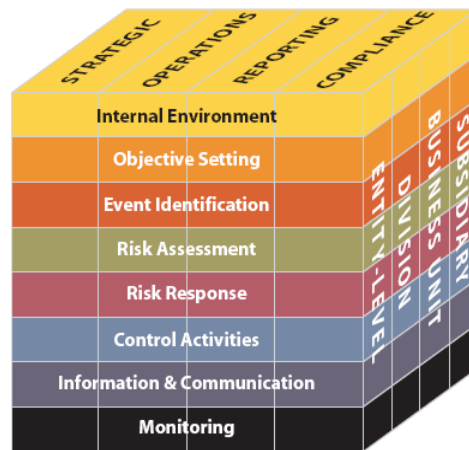 STRATEGIC
OPERATIONS
REPORTING
COMPLIANCE
Internal Environment
Objective Setting
Event Identification
Risk Assessment
Risk Response
Control Activities
Information & Communication
Monitoring
ENTITY-LEVEL
DIVISION
BUSINESS UNIT
SUBSIDIARY